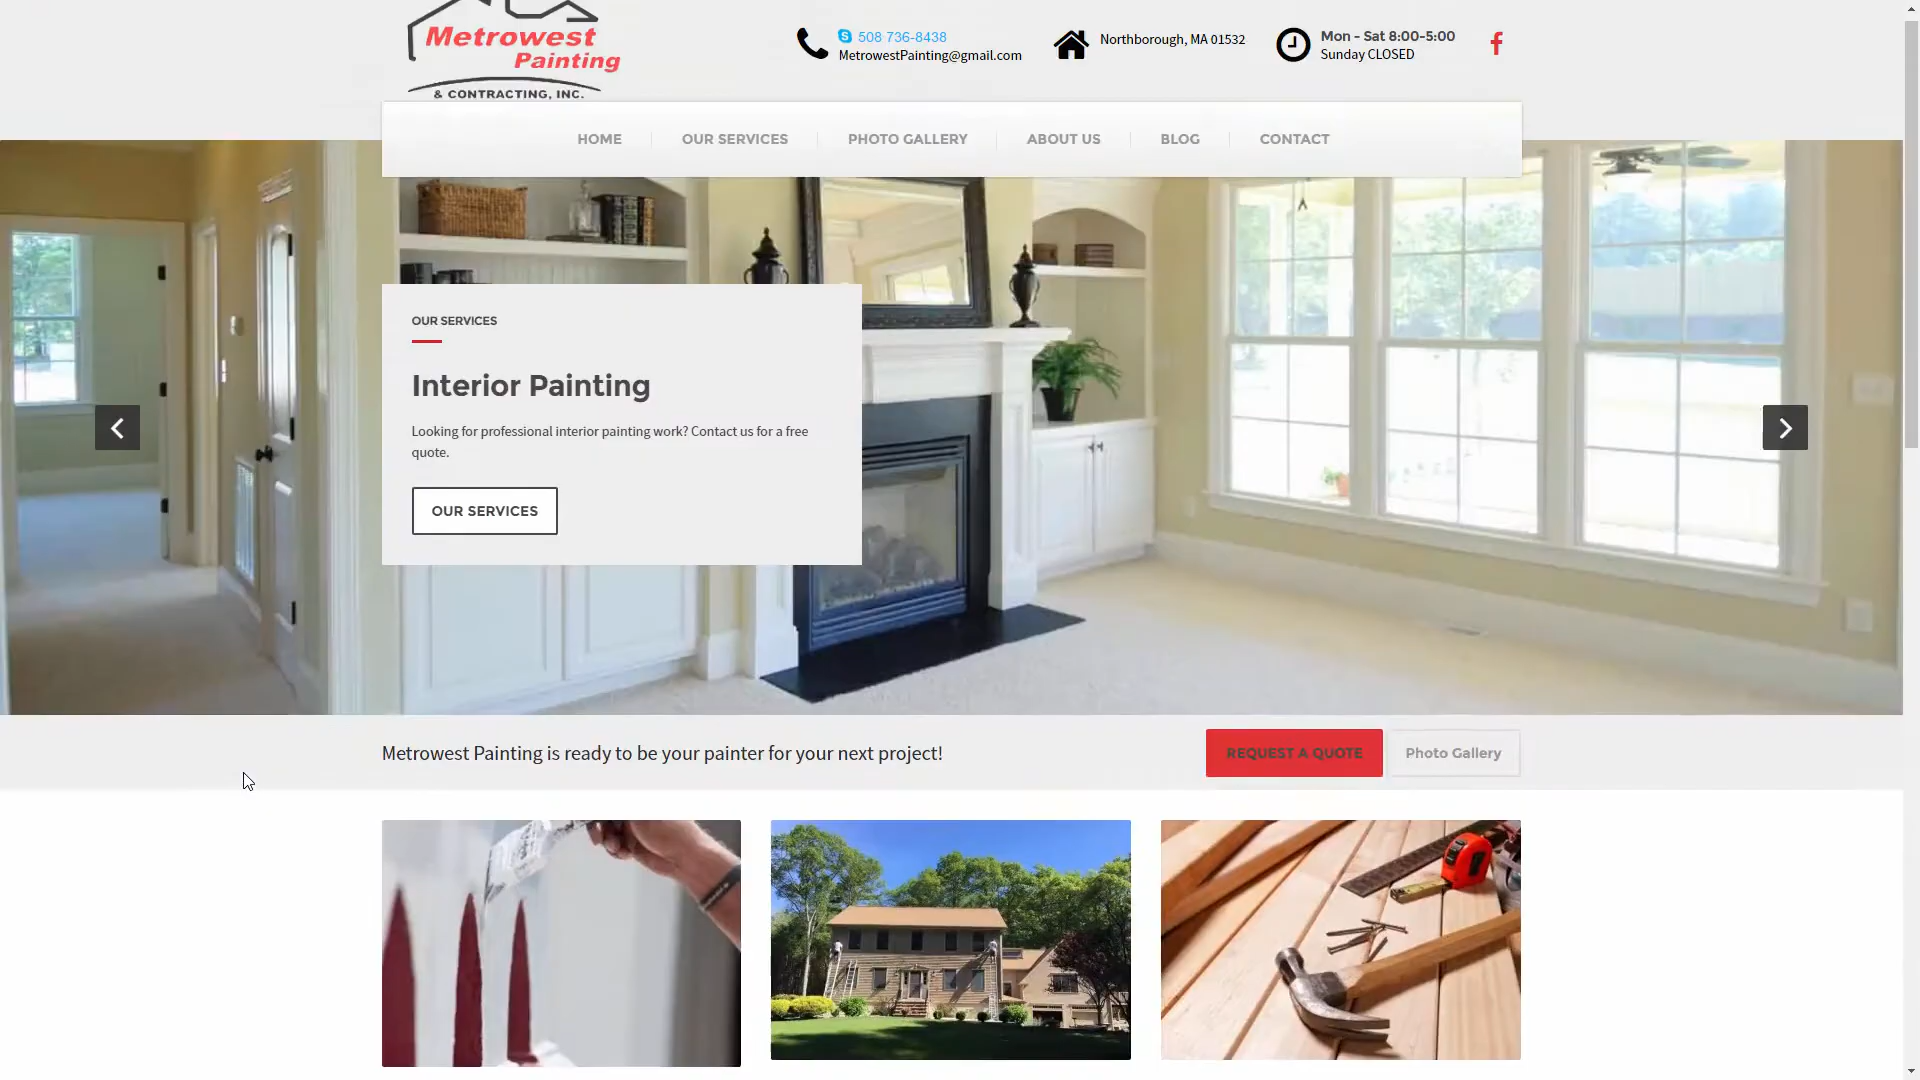 Metrowest
Painting
& CONTRACTING, INC.
508-736-8438
MetrowestPainting@gmail.com
Northborough, MA 01532
Mon - Sat 8:00-5:00
Sunday CLOSED
HOME
OUR SERVICES
PHOTO GALLERY
ABOUT US
BLOG
CONTACT
OUR SERVICES
Interior Painting
Looking for professional interior painting work? Contact us for a free
quote.
OUR SERVICES
Metrowest Painting is ready to be your painter for your next project!
REQUEST A QUOTE
Photo Gallery